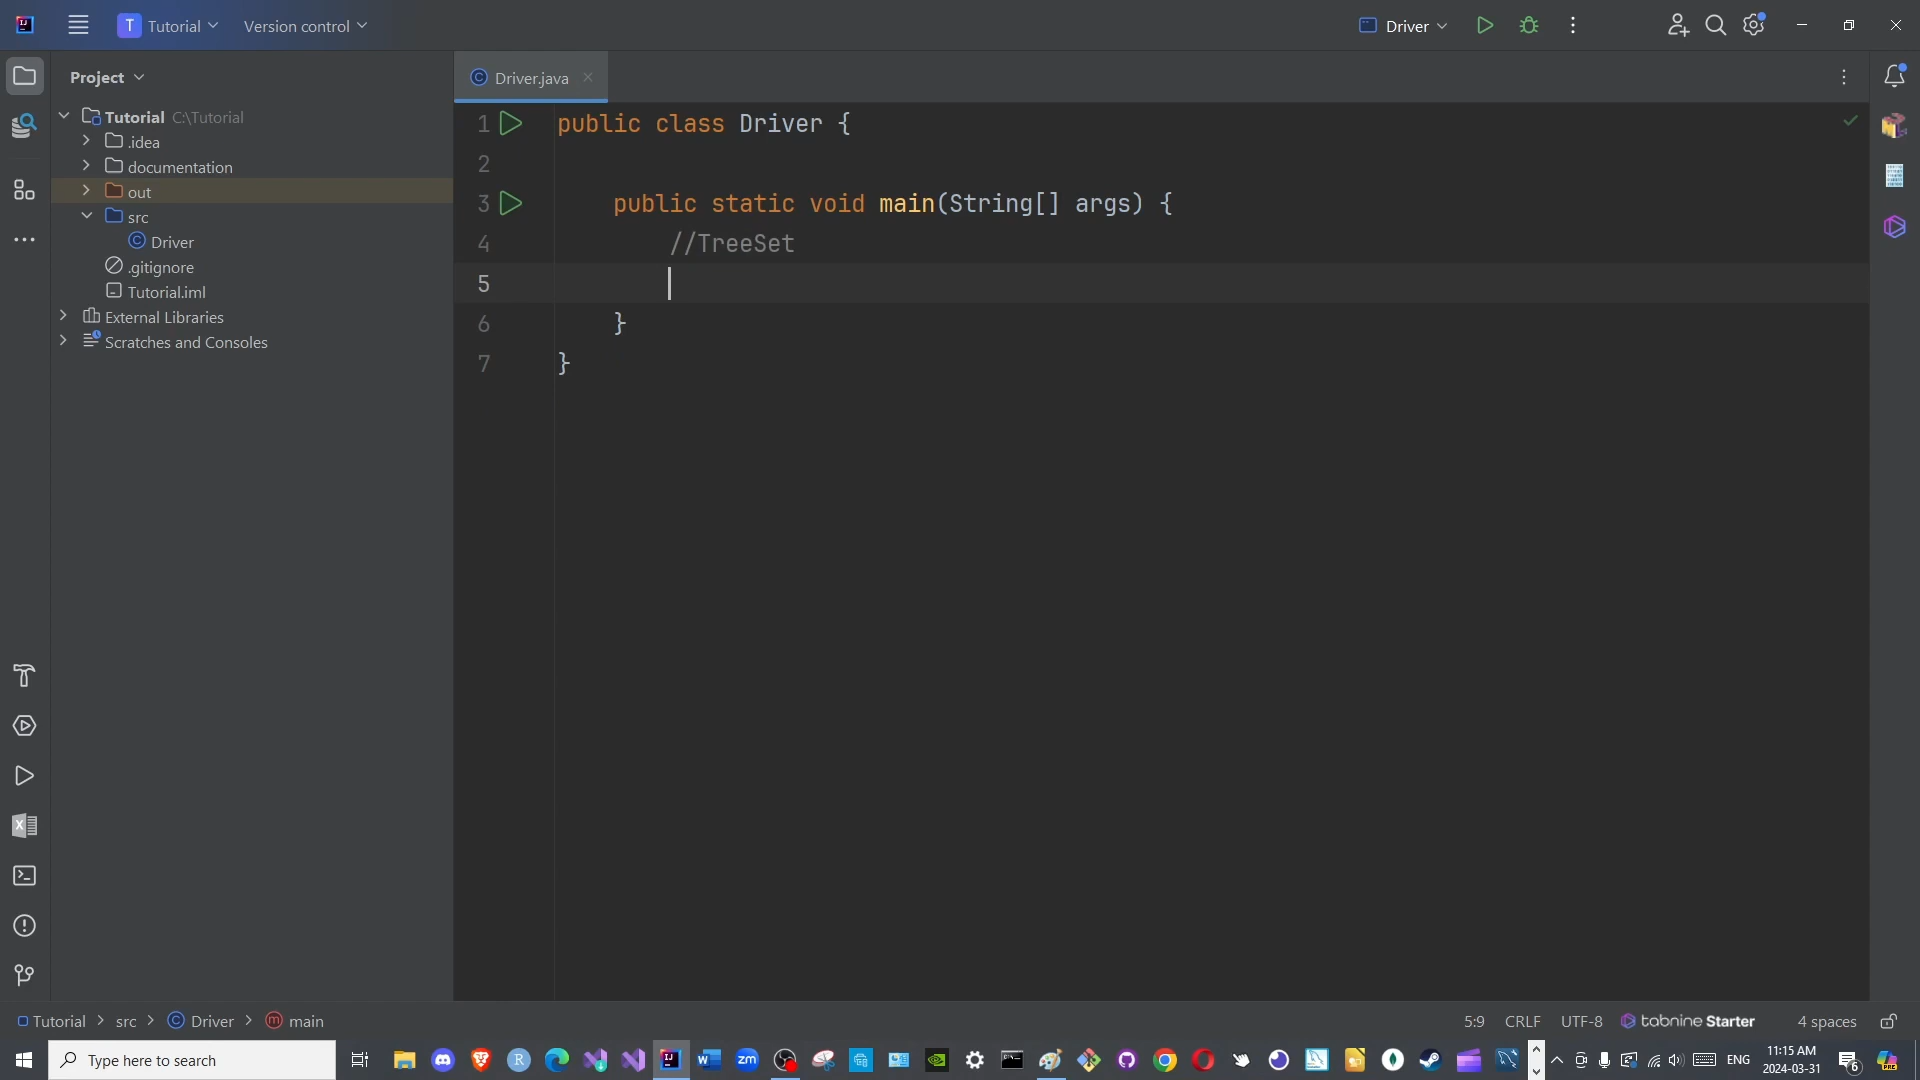 T Tutorial Version control Driver
Project
Driver.java
Tutorial C:\Tutorial
.idea
documentation
out
src
Driver
.gitignore
Tutorial.iml
External Libraries
Scratches and Consoles
1 public class Driver {
2
3 public static void main(String[] args) {
4 //TreeSet
5
6 }
7 }
Tutorial > src > Driver > main
5:9 CRLF UTF-8 tabnine Starter 4 spaces
Type here to search
ENG
11:15 AM
2024-03-31
6